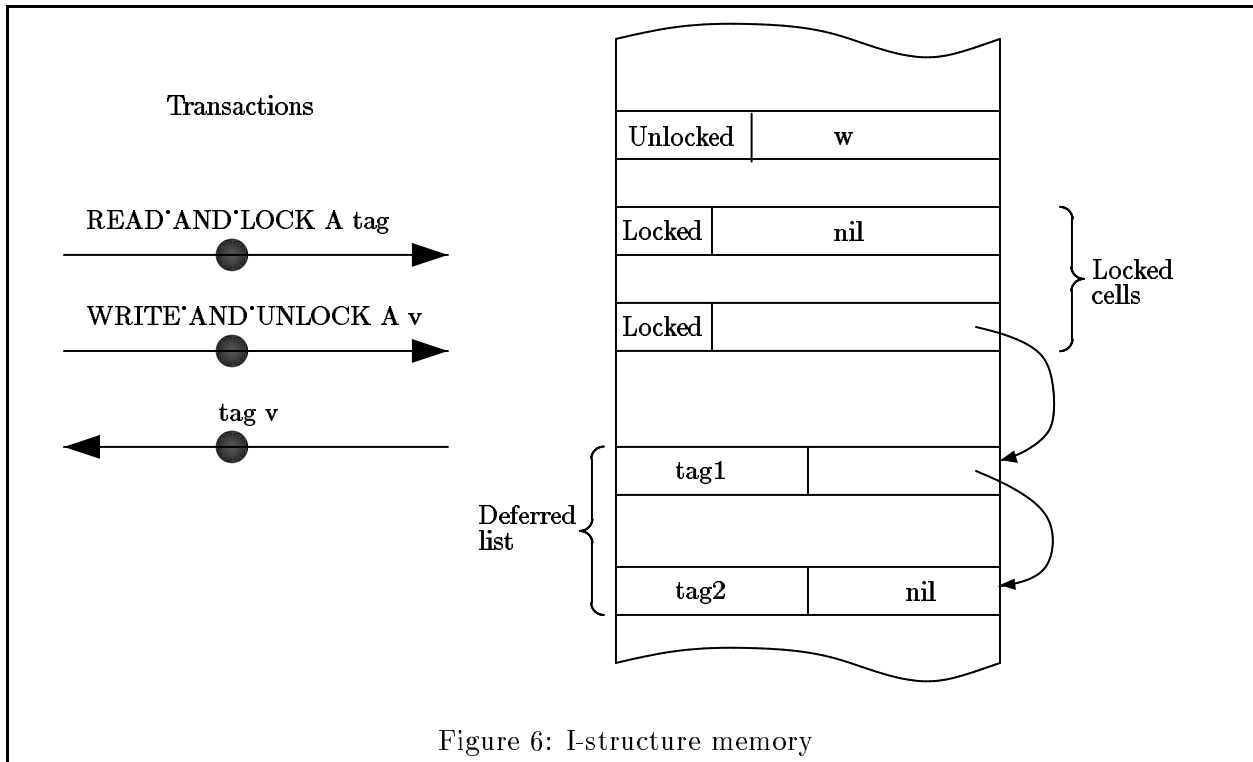 Transactions
READ˙AND˙LOCK A tag
WRITE˙AND˙UNLOCK A v
tag v
Unlocked w
Locked nil
Locked
Locked
cells
Deferred
list
tag1
tag2 nil
Figure 6: I-structure memory